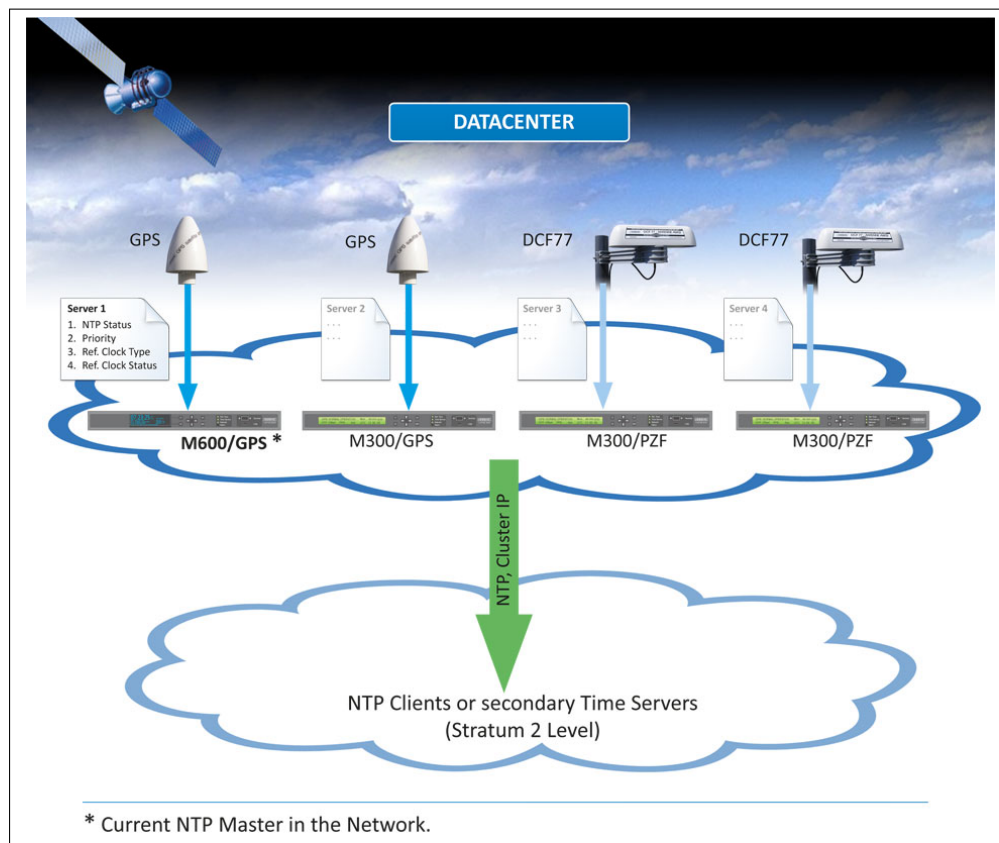 DATACENTER
GPS
GPS
DCF77
DCF77
Server 1
1. NTP Status
2. Priority
3. Ref. Clock Type
4. Ref. Clock Status
Server 2
. . .
. . .
Server 3
. . .
. . .
Server 4
. . .
. . .
M600/GPS *
M300/GPS
M300/PZF
M300/PZF
NTP, Cluster IP
NTP Clients or secondary Time Servers
(Stratum 2 Level)
* Current NTP Master in the Network.